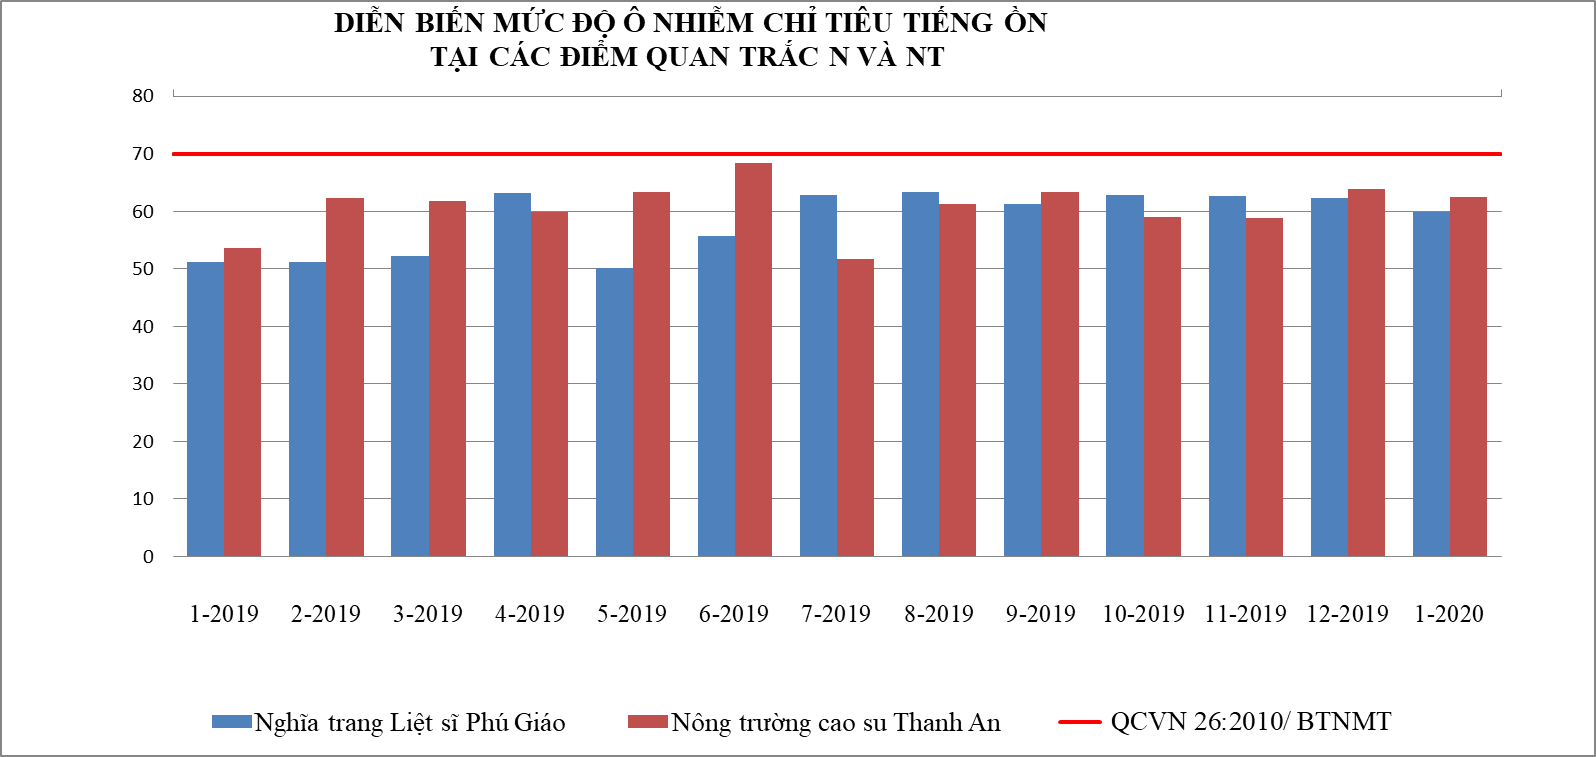 DIỄN BIẾN MỨC ĐỘ Ô NHIỄM CHỈ TIÊU TIẾNG ỒN
TẠI CÁC ĐIỂM QUAN TRẮC N VÀ NT
80
70
60
50
40
30
20
10
0
1-2019 2-2019 3-2019 4-2019 5-2019 6-2019 7-2019 8-2019 9-2019 10-2019 11-2019 12-2019 1-2020
Nghĩa trang Liệt sĩ Phú Giáo Nông trường cao su Thanh An QCVN 26:2010/ BTNMT